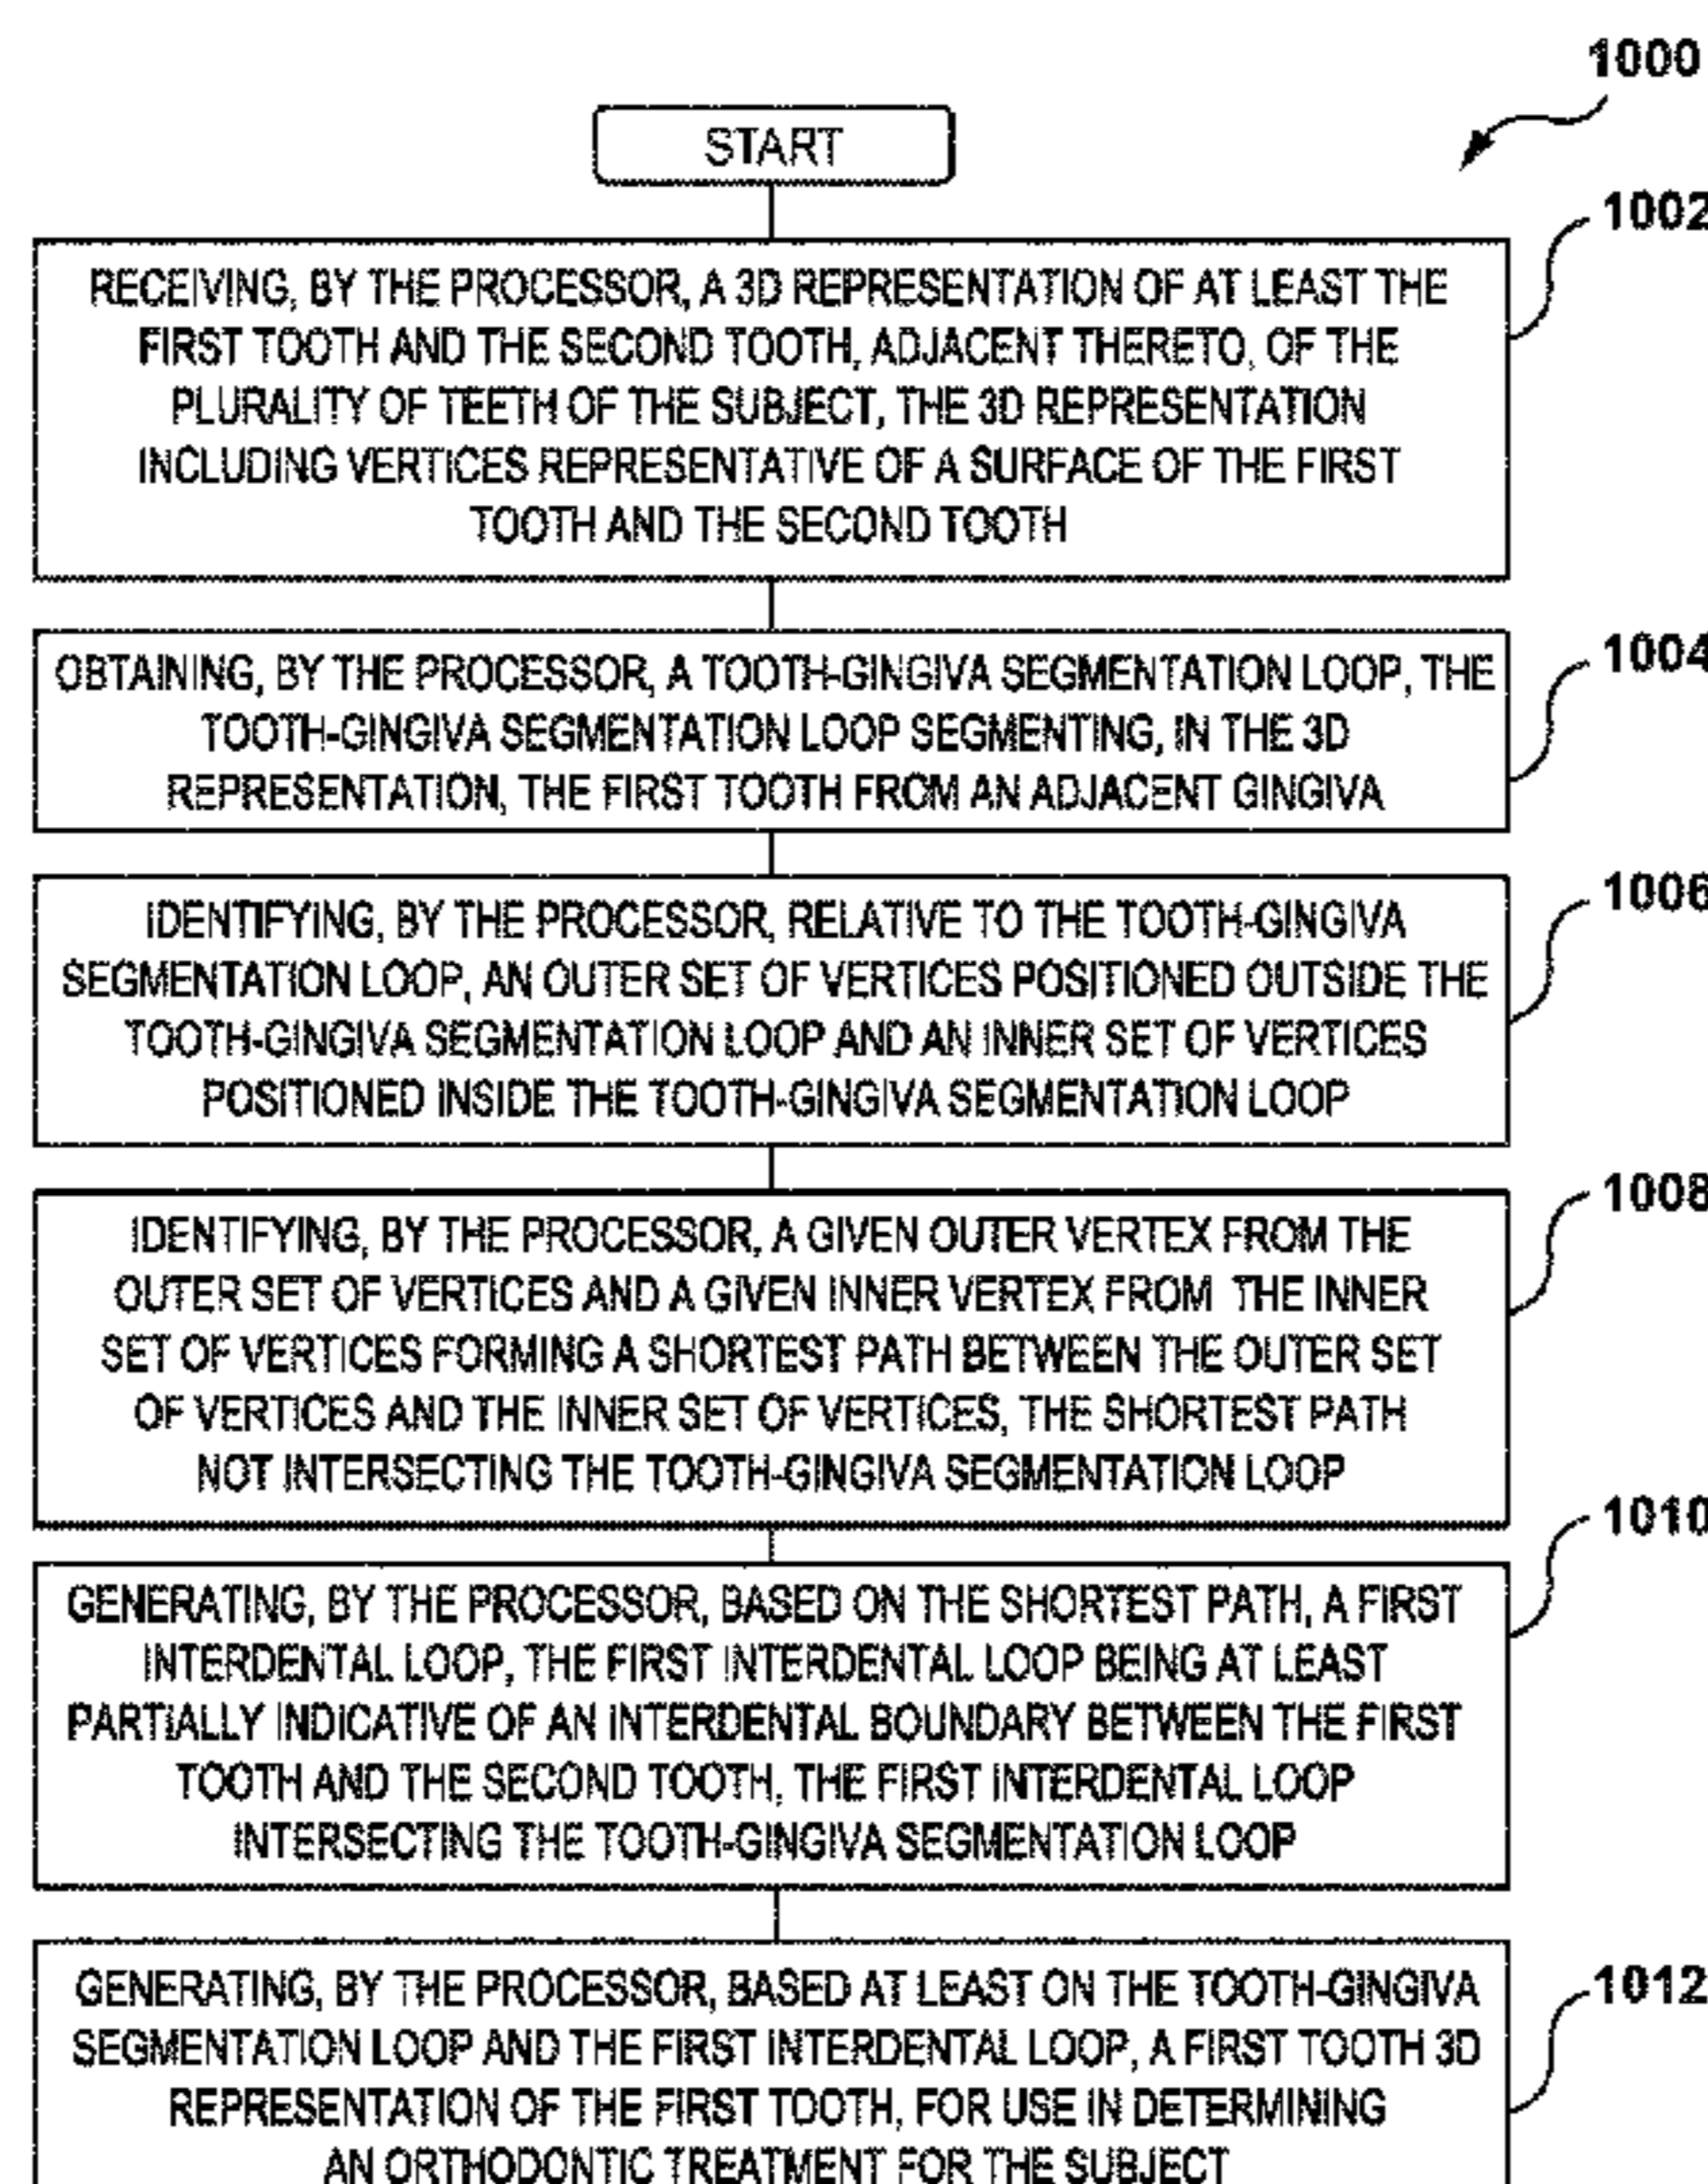 1000
START
1002
RECEIVING, BY THE PROCESSOR, A 3D REPRESENTATION OF AT LEAST THE
FIRST TOOTH AND THE SECOND TOOTH, ADJACENT THERETO, OF THE
PLURALITY OF TEETH OF THE SUBJECT, THE 3D REPRESENTATION
INCLUDING VERTICES REPRESENTATIVE OF A SURFACE OF THE FIRST
TOOTH AND THE SECOND TOOTH
1004
OBTAINING, BY THE PROCESSOR, A TOOTH-GINGIVA SEGMENTATION LOOP, THE
TOOTH-GINGIVA SEGMENTATION LOOP SEGMENTING, IN THE 3D
REPRESENTATION, THE FIRST TOOTH FROM AN ADJACENT GINGIVA
1006
IDENTIFYING, BY THE PROCESSOR, RELATIVE TO THE TOOTH-GINGIVA
SEGMENTATION LOOP, AN OUTER SET OF VERTICES POSITIONED OUTSIDE THE
TOOTH-GINGIVA SEGMENTATION LOOP AND AN INNER SET OF VERTICES
POSITIONED INSIDE THE TOOTH-GINGIVA SEGMENTATION LOOP
1008
IDENTIFYING, BY THE PROCESSOR, A GIVEN OUTER VERTEX FROM THE
OUTER SET OF VERTICES AND A GIVEN INNER VERTEX FROM THE INNER
SET OF VERTICES FORMING A SHORTEST PATH BETWEEN THE OUTER SET
OF VERTICES AND THE INNER SET OF VERTICES, THE SHORTEST PATH
NOT INTERSECTING THE TOOTH-GINGIVA SEGMENTATION LOOP
1010
GENERATING, BY THE PROCESSOR, BASED ON THE SHORTEST PATH, A FIRST
INTERDENTAL LOOP, THE FIRST INTERDENTAL LOOP BEING AT LEAST
PARTIALLY INDICATIVE OF AN INTERDENTAL BOUNDARY BETWEEN THE FIRST
TOOTH AND THE SECOND TOOTH, THE FIRST INTERDENTAL LOOP
INTERSECTING THE TOOTH-GINGIVA SEGMENTATION LOOP
1012
GENERATING, BY THE PROCESSOR, BASED AT LEAST ON THE TOOTH-GINGIVA
SEGMENTATION LOOP AND THE FIRST INTERDENTAL LOOP, A FIRST TOOTH 3D
REPRESENTATION OF THE FIRST TOOTH, FOR USE IN DETERMINING
AN ORTHODONTIC TREATMENT FOR THE SUBJECT